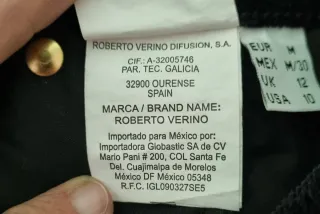 ROBERTO VERINO DIFUSION, S.A.
CIF.: A-32005746
PAR. TEC. GALICIA
32900 OURENSE
SPAIN
MARCA / BRAND NAME:
ROBERTO VERINO
Importado para México por:
Importadora Globastic SA de CV
Mario Pani # 200, COL Santa Fe
Del. Cuajimalpa de Morelos
México DF México 05348
R.F.C. IGL090327SE5
EUR M
MEX M/30
UK 12
USA 10